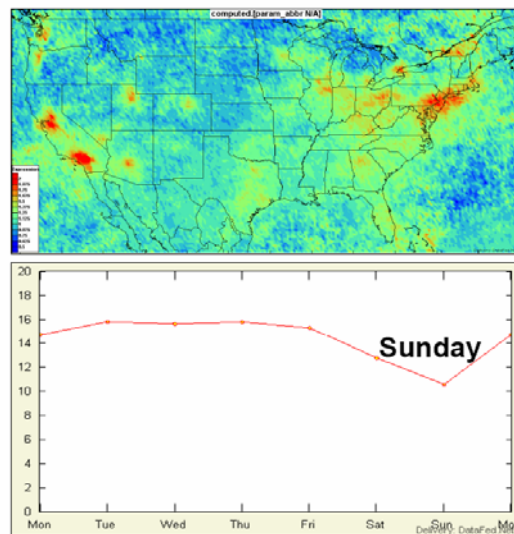 computed.[param_abbr N/A]
20
18
16
14
12
10
8
6
4
2
0
Sunday
Mon
Tue
Wed
Thu
Fri
Sat
Sun
Mo
Delivery: DataFed.Net